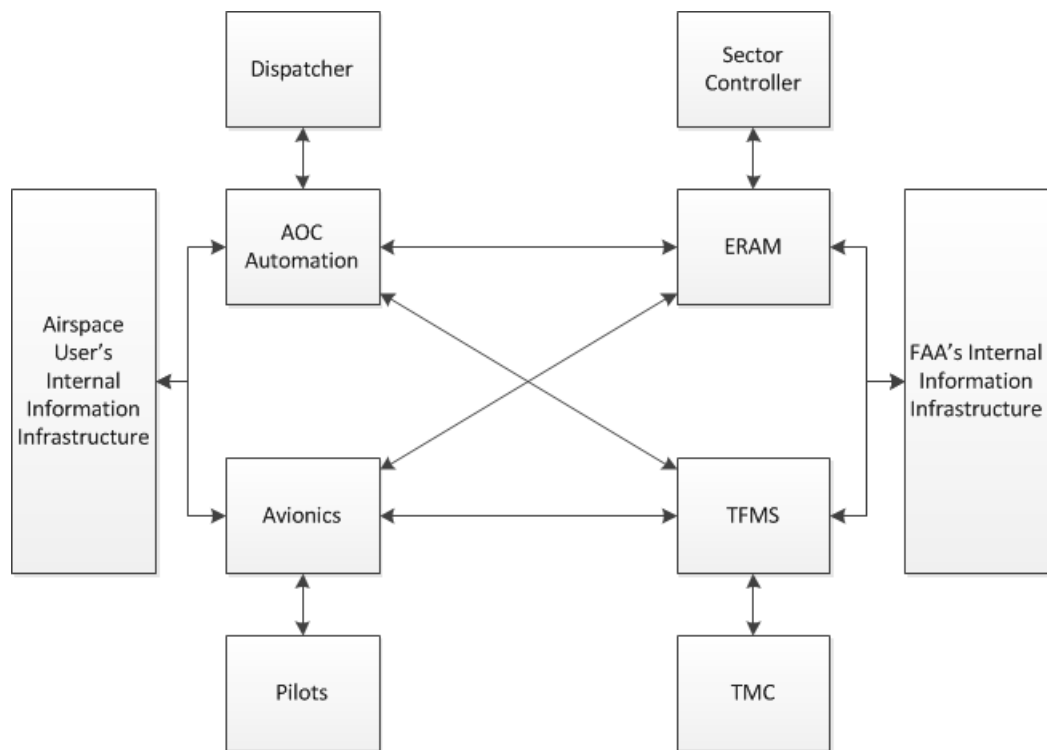 Dispatcher
Sector
Controller
AOC
Automation
ERAM
Airspace
User's
Internal
Information
Infrastructure
FAA's Internal
Information
Infrastructure
Avionics
TFMS
Pilots
TMC